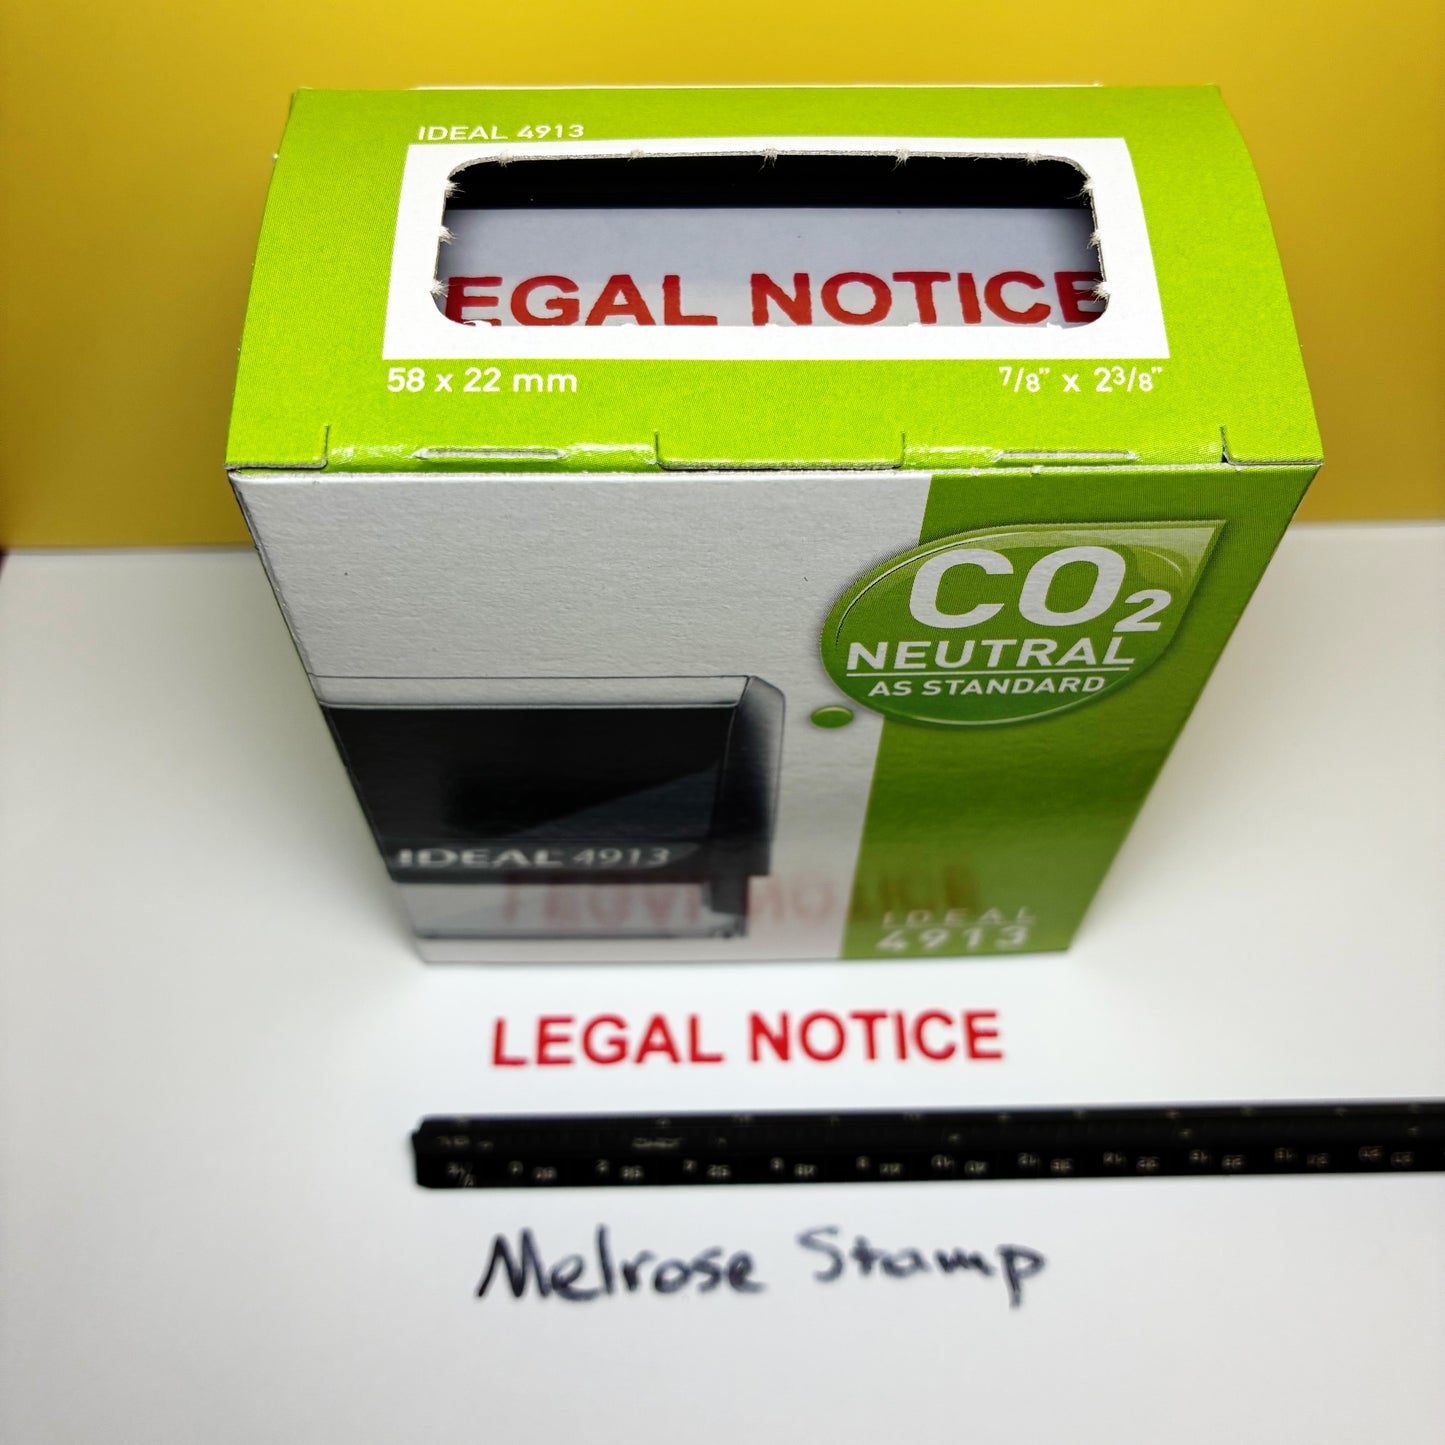 IDEAL 4913
LEGAL NOTICE
58 x 22 mm
7/8" x 2 3/8"
CO2
NEUTRAL
AS STANDARD
IDEAL 4913
IDEAL
4913
LEGAL NOTICE
Melrose Stamp